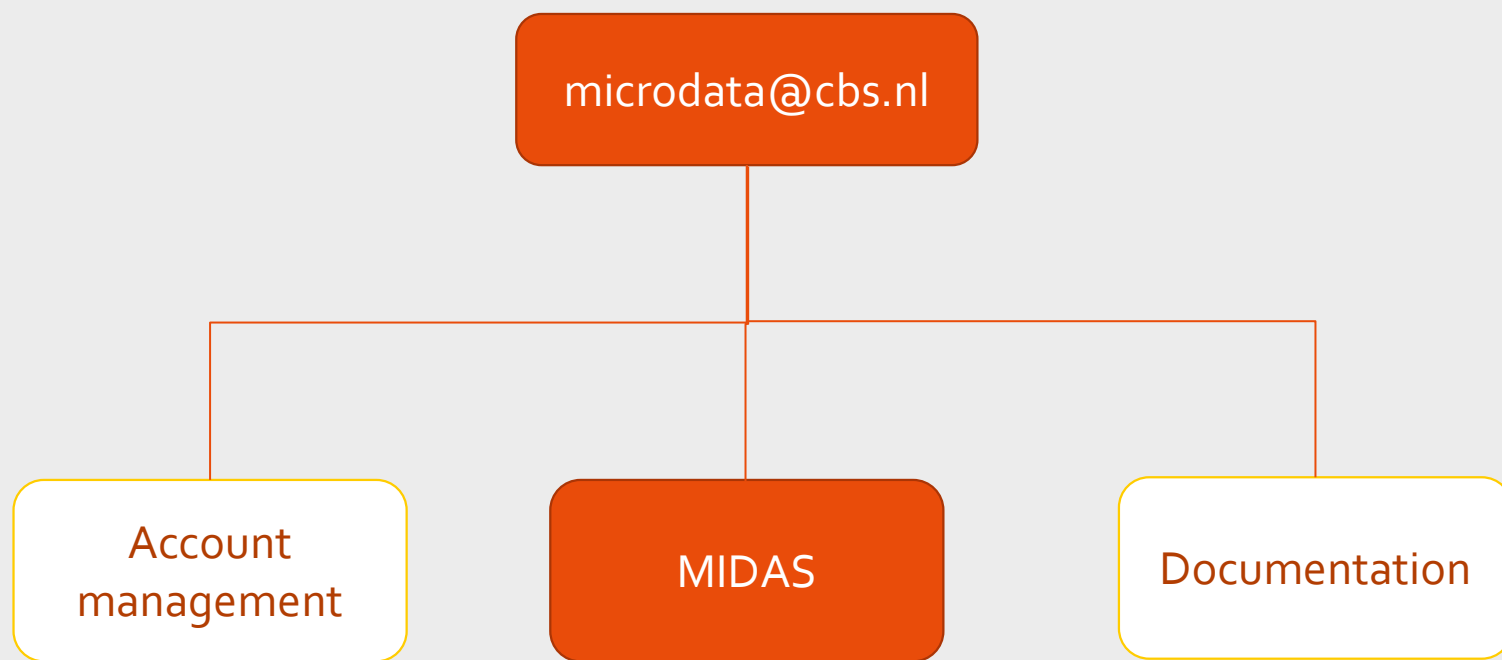 microdata@cbs.nl
Account
management
MIDAS
Documentation